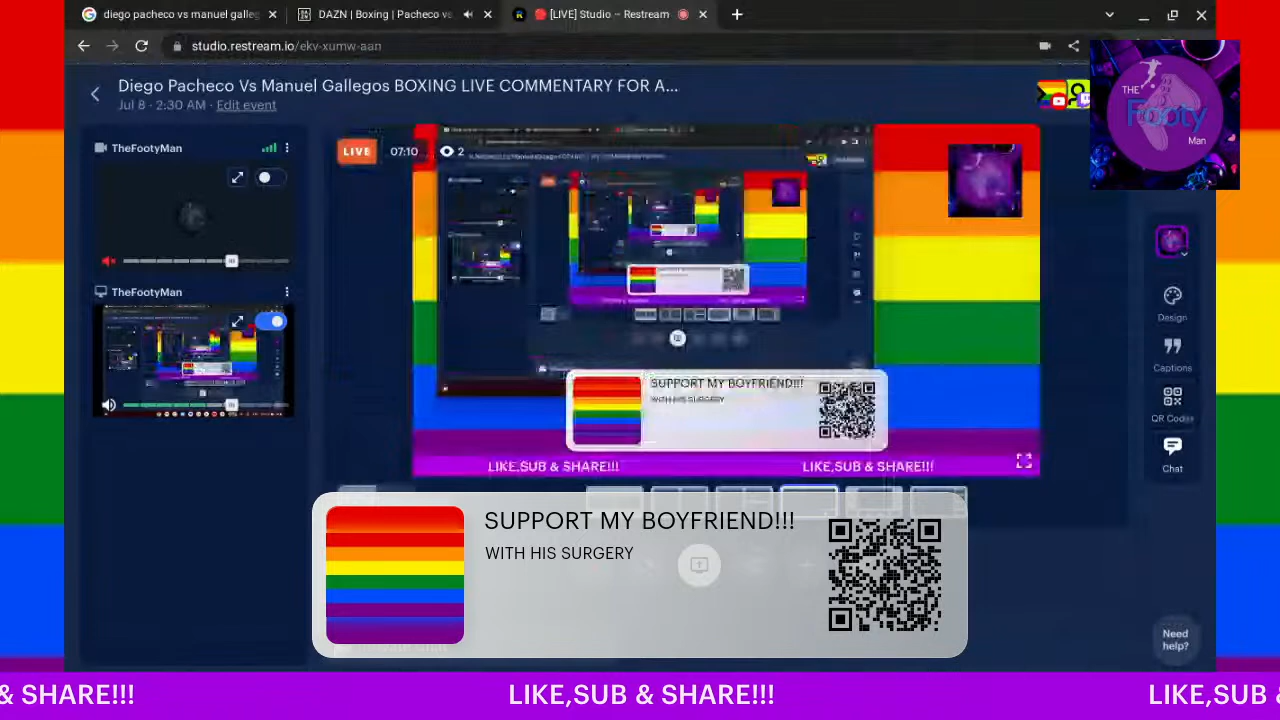 diego pacheco vs manuel galleg
DAZN | Boxing | Pacheco vs
[LIVE] Studio – Restream
studio.restream.io/ekv-xumw-aan
Diego Pacheco Vs Manuel Gallegos BOXING LIVE COMMENTARY FOR A...
Jul 8 · 2:30 AM · Edit event
THE
Footy
Man
TheFootyMan
LIVE
07:10
2
TheFootyMan
Design
Captions
QR Codes
Chat
SUPPORT MY BOYFRIEND!!!
WITH HIS SURGERY
LIKE,SUB & SHARE!!!
LIKE,SUB & SHARE!!!
SUPPORT MY BOYFRIEND!!!
WITH HIS SURGERY
Need
help?
& SHARE!!!
LIKE,SUB & SHARE!!!
LIKE,SUB &